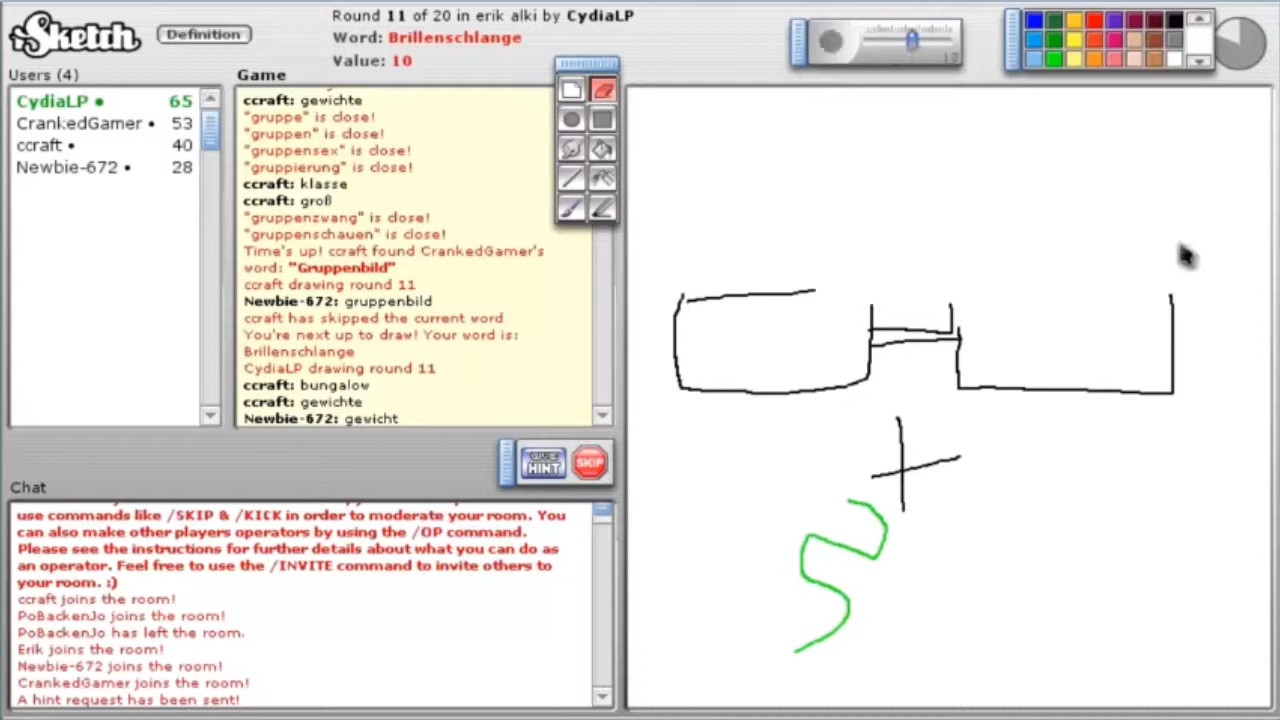 iSketch
Definition
Round 11 of 20 in erik alki by CydiaLP
Word: Brillenschlange
Value: 10
12
Users (4)
CydiaLP • 65
CrankedGamer • 53
ccraft • 40
Newbie-672 • 28
Game
ccraft: gewichte
"gruppe" is close!
"gruppen" is close!
"gruppensex" is close!
"gruppierung" is close!
ccraft: klasse
ccraft: groß
"gruppenzwang" is close!
"gruppenschauen" is close!
Time's up! ccraft found CrankedGamer's
word: "Gruppenbild"
ccraft drawing round 11
Newbie-672: gruppenbild
ccraft has skipped the current word
You're next up to draw! Your word is:
Brillenschlange
CydiaLP drawing round 11
ccraft: bungalow
ccraft: gewichte
Newbie-672: gewicht
GIVE HINT
SKIP
Chat
use commands like /SKIP & /KICK in order to moderate your room. You
can also make other players operators by using the /OP command.
Please see the instructions for further details about what you can do as
an operator. Feel free to use the /INVITE command to invite others to
your room. :)
ccraft joins the room!
PoBackenJo joins the room!
PoBackenJo has left the room.
Erik joins the room!
Newbie-672 joins the room!
CrankedGamer joins the room!
A hint request has been sent!